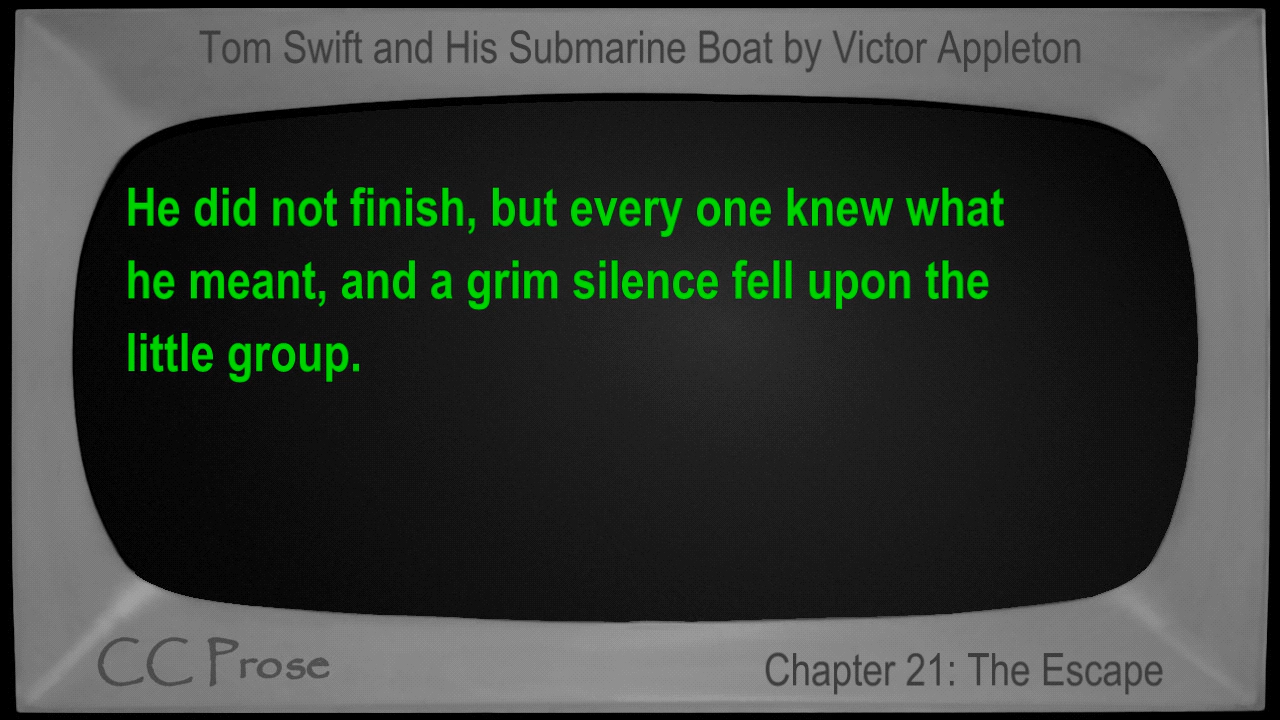 Tom Swift and His Submarine Boat by Victor Appleton
He did not finish, but every one knew what
he meant, and a grim silence fell upon the
little group.
CC Prose
Chapter 21: The Escape